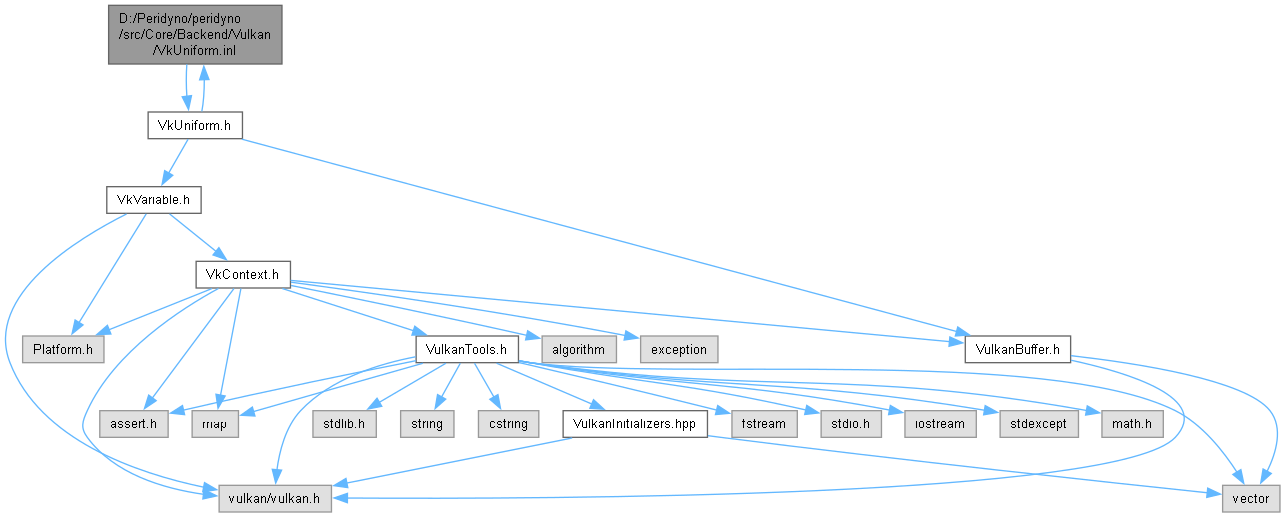 D:/Peridyno/peridyno
/src/Core/Backend/Vulkan
/VkUniform.inl
VkUniform.h
VkVariable.h
VkContext.h
Platform.h
VulkanTools.h
algorithm
exception
VulkanBuffer.h
assert.h
map
stdlib.h
string
cstring
VulkanInitializers.hpp
fstream
stdio.h
iostream
stdexcept
math.h
vulkan/vulkan.h
vector